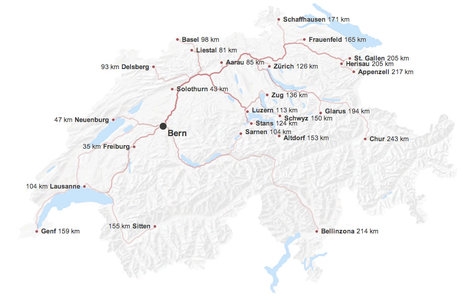 Schaffhausen 171 km
Basel 98 km
Frauenfeld 165 km
Liestal 81 km
St. Gallen 205 km
Aarau 85 km
Herisau 205 km
93 km Delsberg
Zürich 126 km
Appenzell 217 km
Solothurn 43 km
Zug 136 km
Luzern 113 km
Glarus 194 km
47 km Neuenburg
Schwyz 150 km
Stans 124 km
Bern
Sarnen 104 km
Altdorf 153 km
Chur 243 km
35 km Freiburg
104 km Lausanne
155 km Sitten
Genf 159 km
Bellinzona 214 km